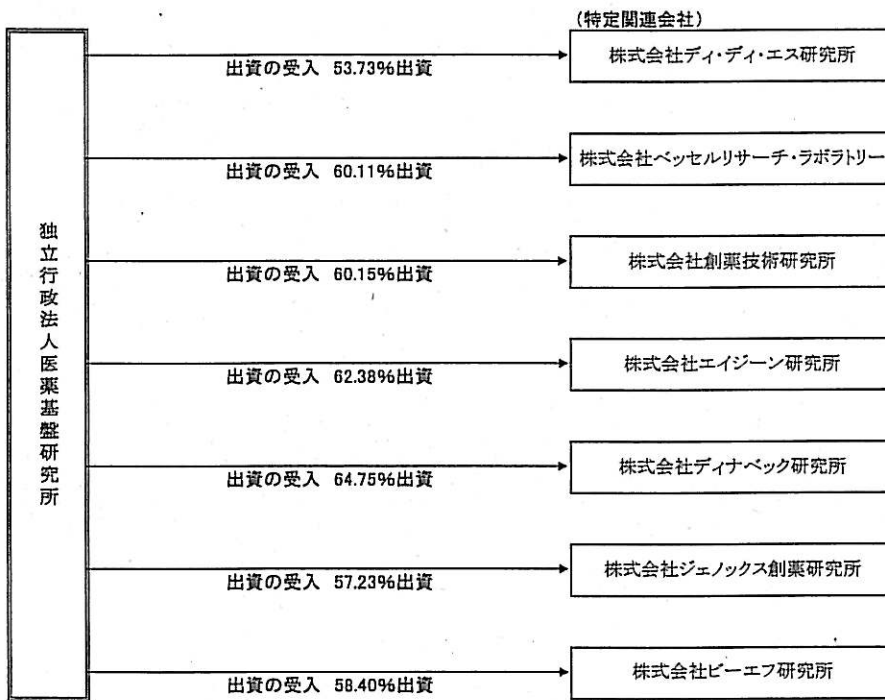 (特定関連会社)
独立行政法人医薬基盤研究所
出資の受入 53.73%出資
株式会社ディ・ディ・エス研究所
出資の受入 60.11%出資
株式会社ベッセルリサーチ・ラボラトリー
出資の受入 60.15%出資
株式会社創薬技術研究所
出資の受入 62.38%出資
株式会社エイジーン研究所
出資の受入 64.75%出資
株式会社ディナベック研究所
出資の受入 57.23%出資
株式会社ジェノックス創薬研究所
出資の受入 58.40%出資
株式会社ビーエフ研究所